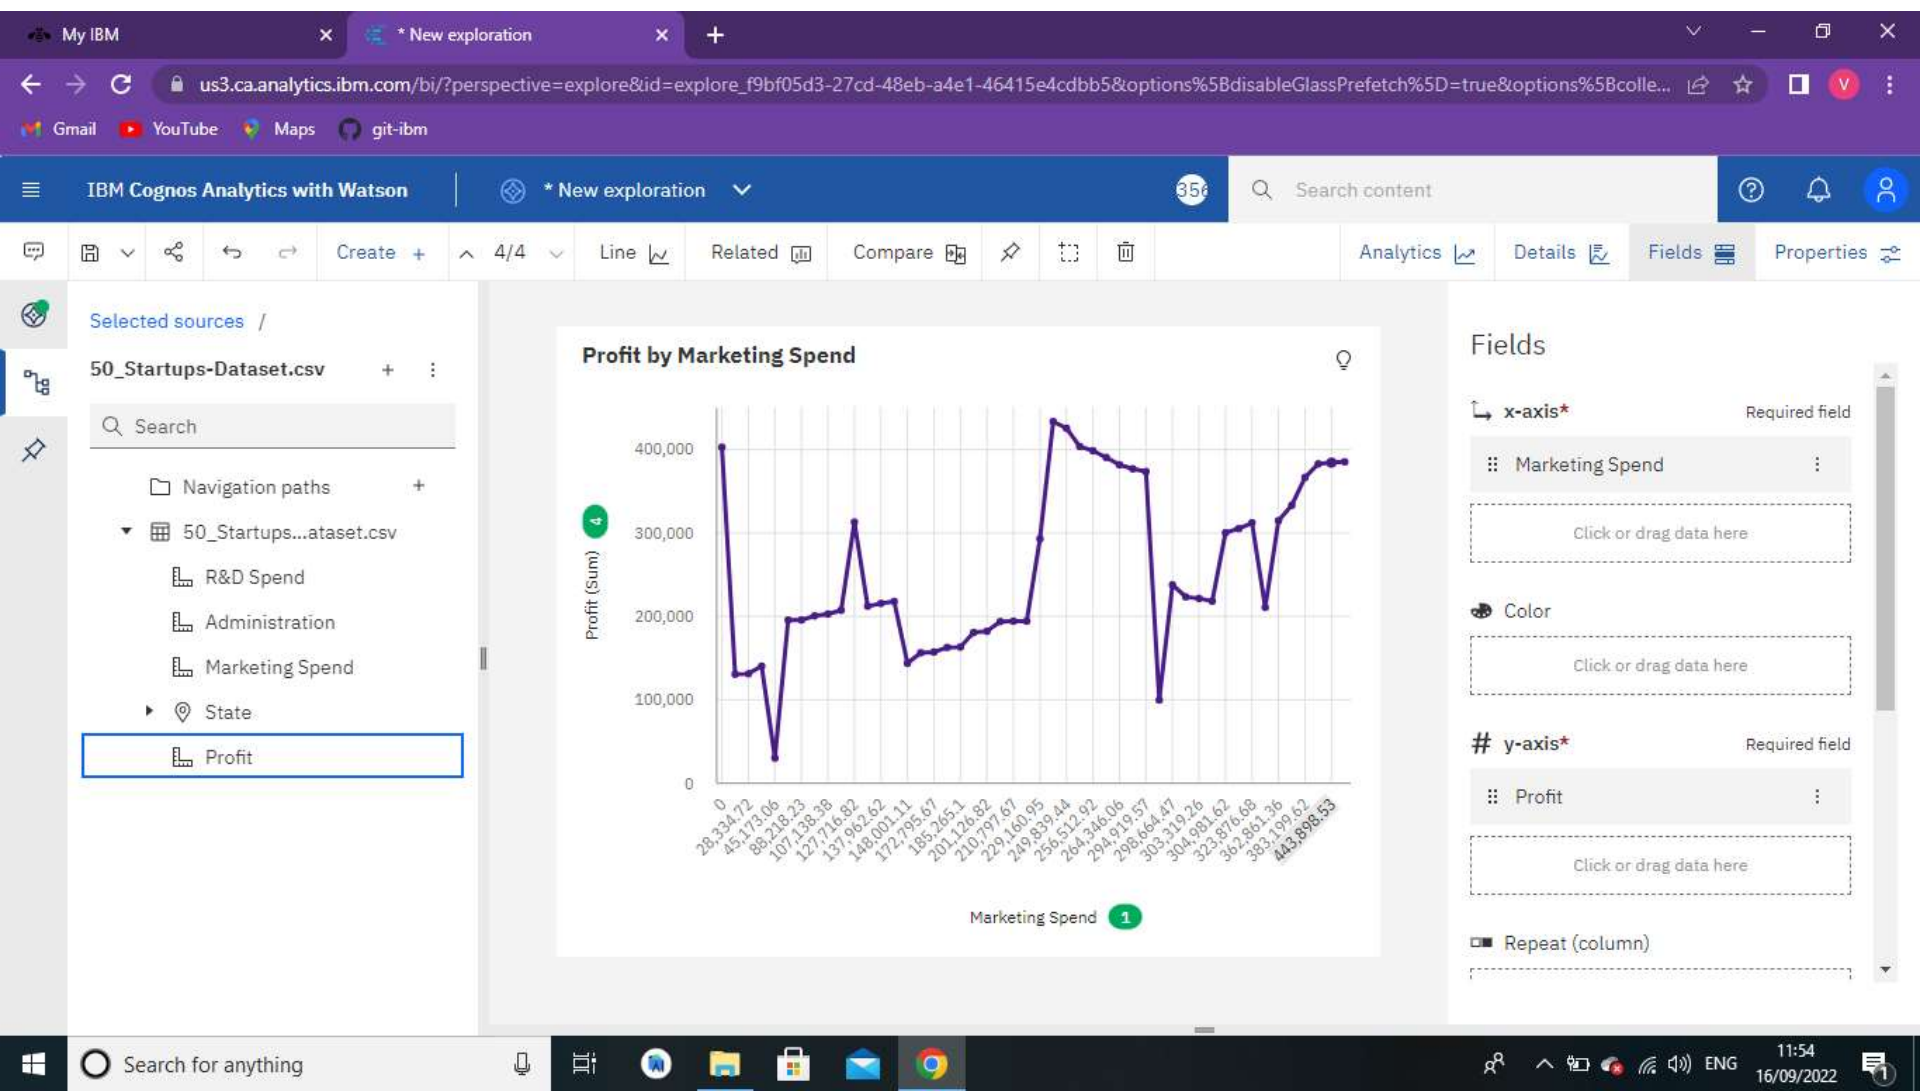 My IBM
* New exploration
us3.ca.analytics.ibm.com/bi/?perspective=explore&id=explore_f9bf05d3-27cd-48eb-a4e1-46415e4cdbb5&options%5BdisableGlassPrefetch%5D=true&options%5Bcolle...
V
Gmail YouTube Maps git-ibm
IBM Cognos Analytics with Watson
* New exploration
356
Search content
Create + 4/4 Line Related Compare
Analytics Details Fields Properties
Selected sources /
50_Startups-Dataset.csv
Search
Navigation paths
50_Startups...ataset.csv
R&D Spend
Administration
Marketing Spend
State
Profit
Profit by Marketing Spend
Profit (Sum) 4
400,000
300,000
200,000
100,000
0
0
28,334.72
45,173.06
88,218.23
107,138.38
127,716.82
137,962.62
148,001.11
172,795.67
185,265.1
201,126.82
210,797.67
229,160.95
249,839.44
256,512.92
264,346.06
294,919.57
298,664.47
303,319.26
304,981.62
323,876.68
362,861.36
383,199.62
443,898.53
Marketing Spend 1
Fields
x-axis* Required field
Marketing Spend
Click or drag data here
Color
Click or drag data here
y-axis* Required field
Profit
Click or drag data here
Repeat (column)
Search for anything
ENG
11:54
16/09/2022
1